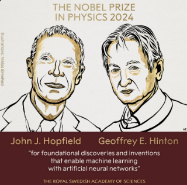 THE NOBEL PRIZE
IN PHYSICS 2024
John J. Hopfield Geoffrey E. Hinton
"for foundational discoveries and inventions
that enable machine learning
with artificial neural networks"
THE ROYAL SWEDISH ACADEMY OF SCIENCES